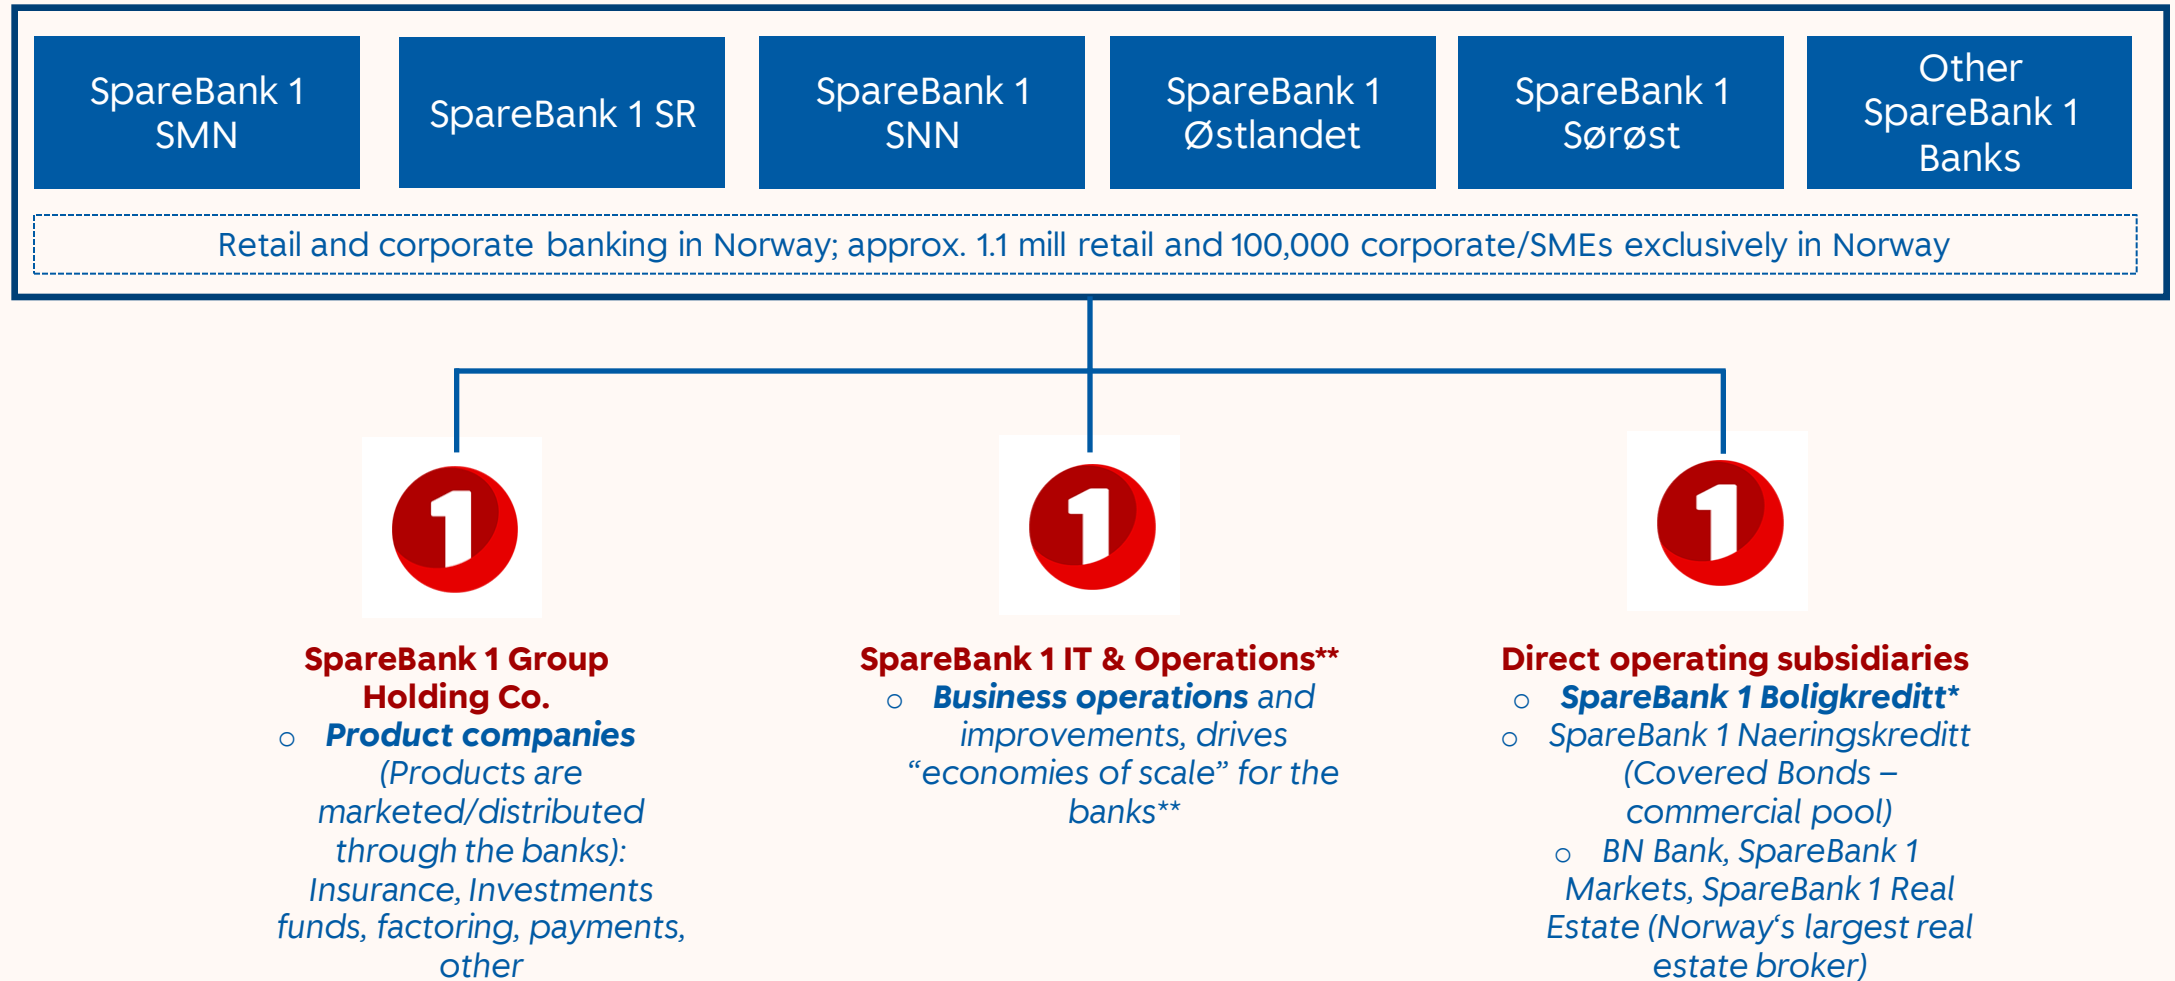 SpareBank 1
SMN
SpareBank 1 SR
SpareBank 1
SNN
SpareBank 1
Østlandet
SpareBank 1
Sørøst
Other
SpareBank 1
Banks
Retail and corporate banking in Norway; approx. 1.1 mill retail and 100,000 corporate/SMEs exclusively in Norway
1
1
1
SpareBank 1 Group
Holding Co.
o Product companies
(Products are
marketed/distributed
through the banks):
Insurance, Investments
funds, factoring, payments,
other
SpareBank 1 IT & Operations**
o Business operations and
improvements, drives
“economies of scale” for the
banks**
Direct operating subsidiaries
o SpareBank 1 Boligkreditt*
o SpareBank 1 Naeringskreditt
(Covered Bonds –
commercial pool)
o BN Bank, SpareBank 1
Markets, SpareBank 1 Real
Estate (Norway‘s largest real
estate broker)